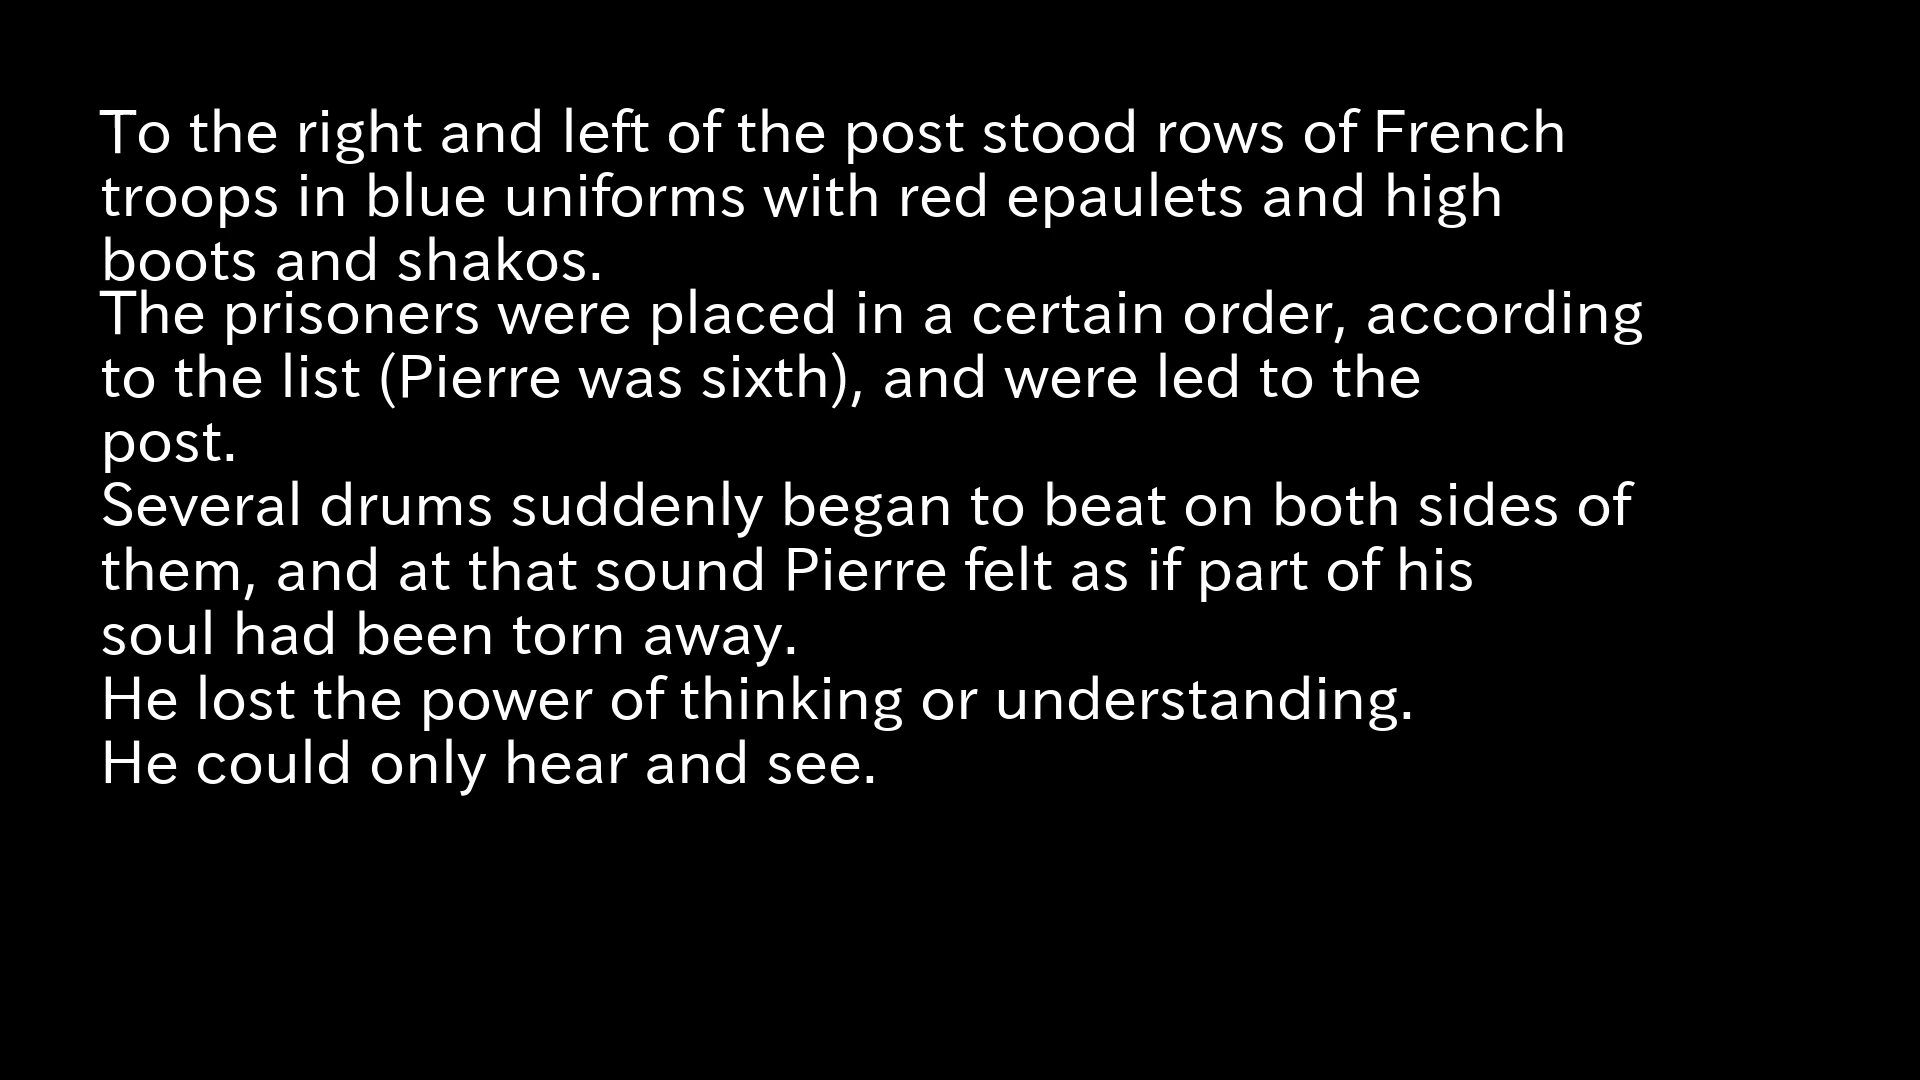 To the right and left of the post stood rows of French
troops in blue uniforms with red epaulets and high
boots and shakos.
The prisoners were placed in a certain order, according
to the list (Pierre was sixth), and were led to the
post.
Several drums suddenly began to beat on both sides of
them, and at that sound Pierre felt as if part of his
soul had been torn away.
He lost the power of thinking or understanding.
He could only hear and see.